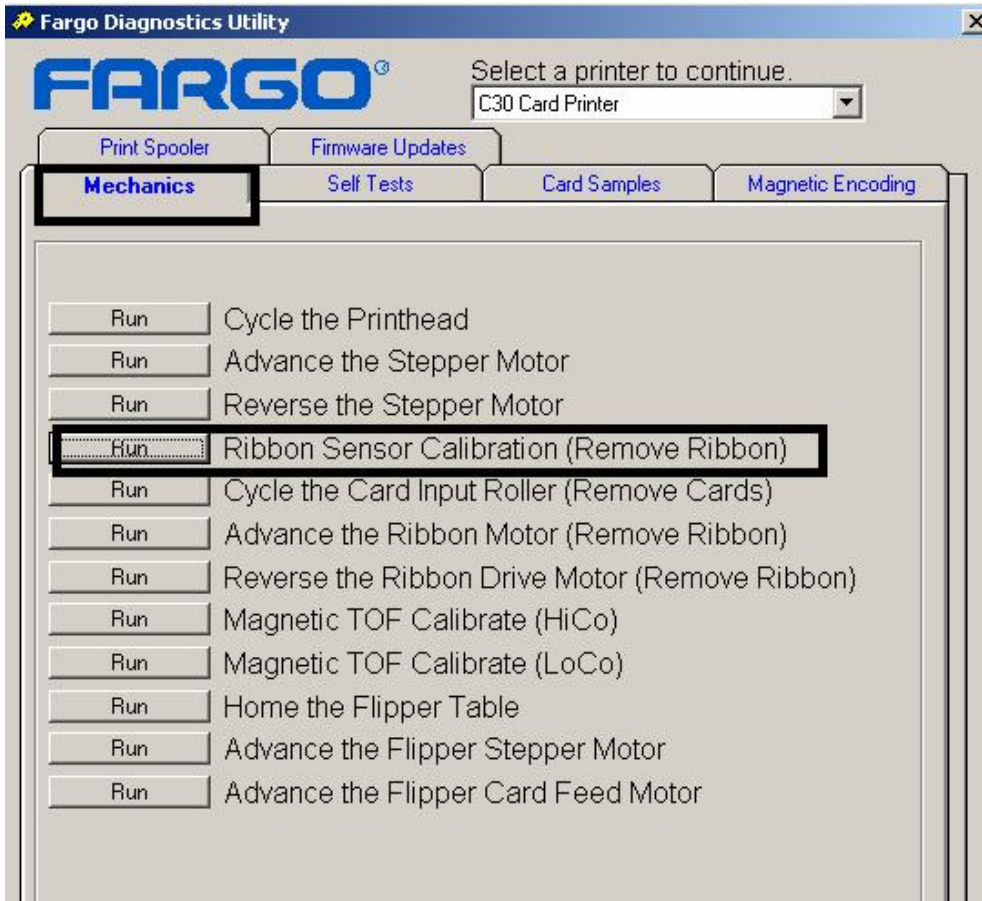 Fargo Diagnostics Utility
FARGO®
Select a printer to continue.
C30 Card Printer
Print Spooler
Firmware Updates
Mechanics
Self Tests
Card Samples
Magnetic Encoding
Run Cycle the Printhead
Run Advance the Stepper Motor
Run Reverse the Stepper Motor
Run Ribbon Sensor Calibration (Remove Ribbon)
Run Cycle the Card Input Roller (Remove Cards)
Run Advance the Ribbon Motor (Remove Ribbon)
Run Reverse the Ribbon Drive Motor (Remove Ribbon)
Run Magnetic TOF Calibrate (HiCo)
Run Magnetic TOF Calibrate (LoCo)
Run Home the Flipper Table
Run Advance the Flipper Stepper Motor
Run Advance the Flipper Card Feed Motor